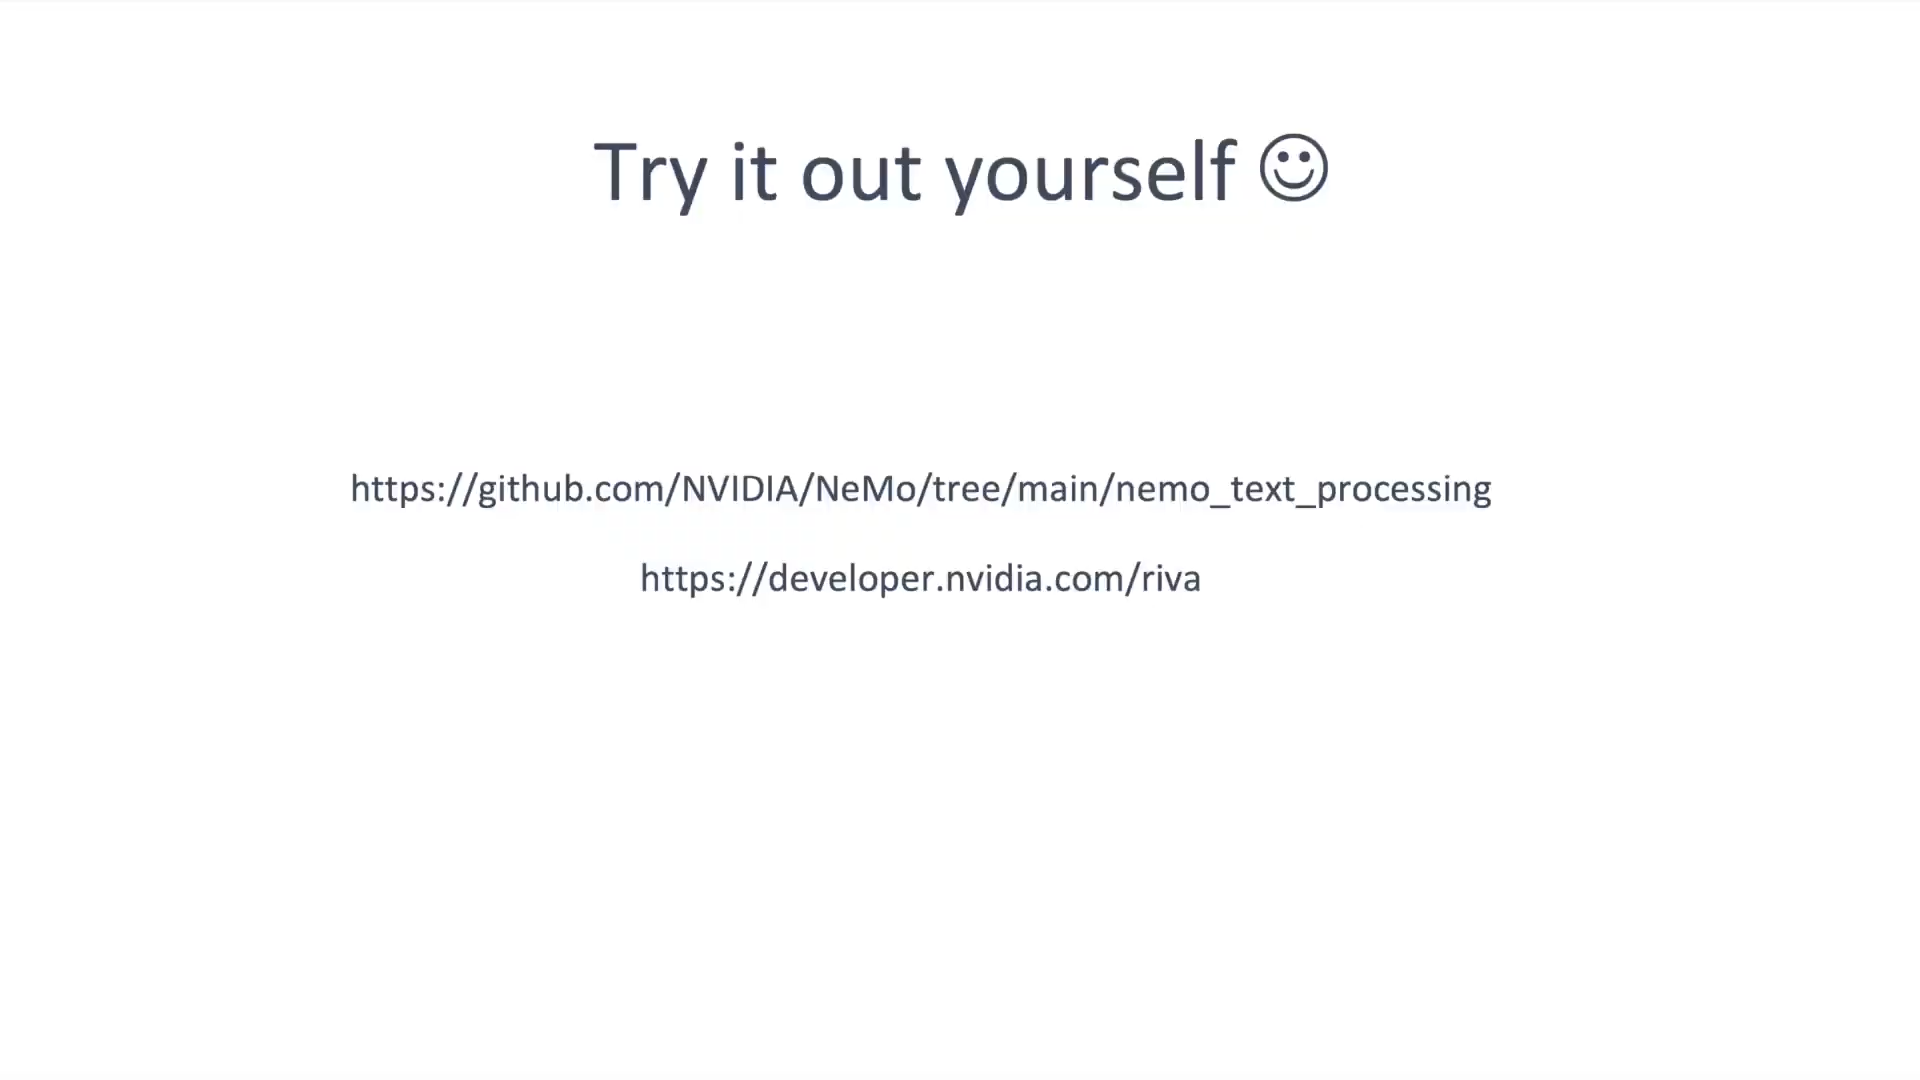 Try it out yourself ☺
https://github.com/NVIDIA/NeMo/tree/main/nemo_text_processing
https://developer.nvidia.com/riva